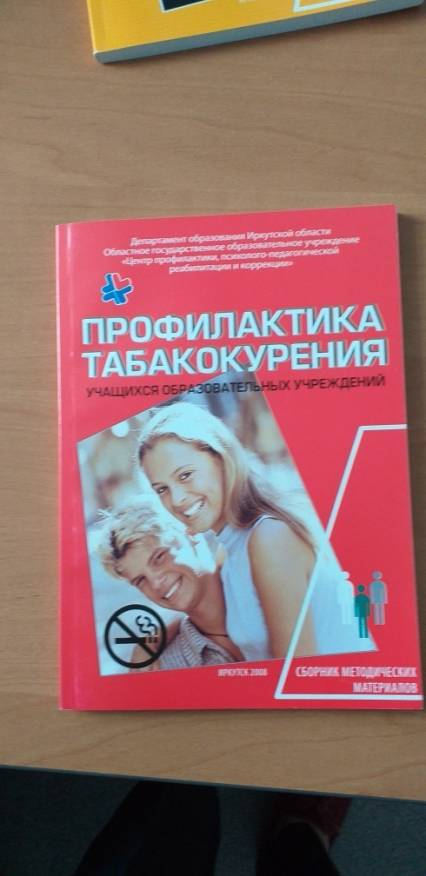 Департамент образования Иркутской области
Областное государственное образовательное учреждение
«Центр профилактики, психолого-педагогической
реабилитации и коррекции»
ПРОФИЛАКТИКА
ТАБАКОКУРЕНИЯ
УЧАЩИХСЯ ОБРАЗОВАТЕЛЬНЫХ УЧРЕЖДЕНИЙ
ИРКУТСК 2008
СБОРНИК МЕТОДИЧЕСКИХ
МАТЕРИАЛОВ